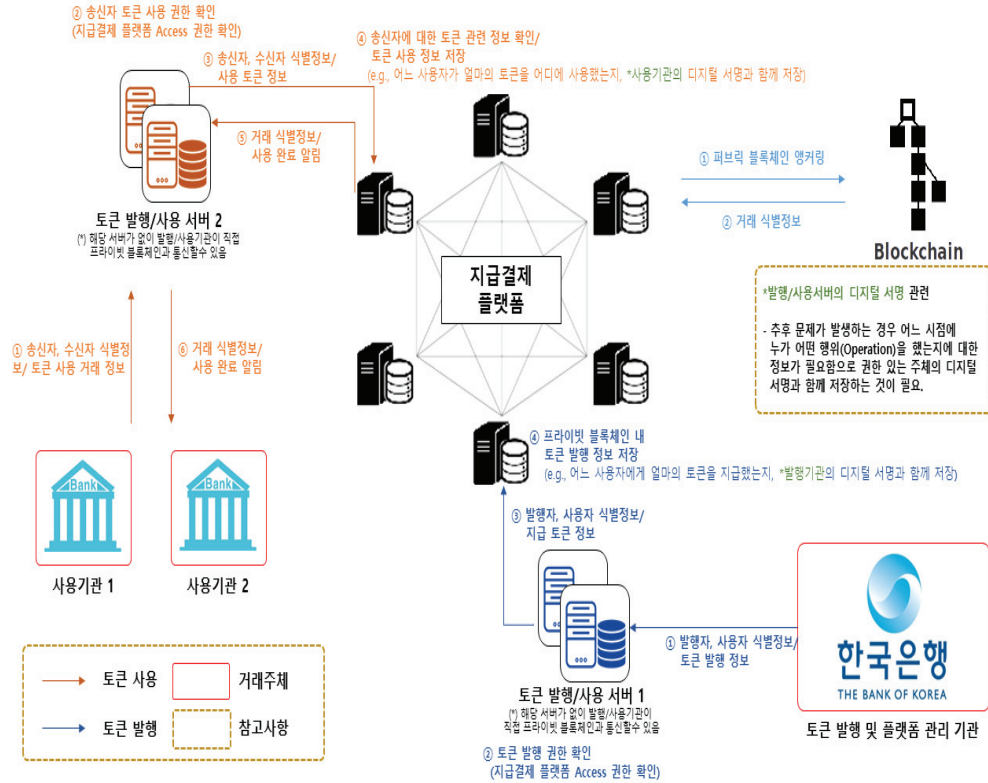 ② 송신자 토큰 사용 권한 확인
(지급결제 플랫폼 Access 권한 확인)
③ 송신자, 수신자 식별정보/
사용 토큰 정보
④ 송신자에 대한 토큰 관련 정보 확인/
토큰 사용 정보 저장
(e.g., 어느 사용자가 얼마의 토큰을 어디에 사용했는지, *사용기관의 디지털 서명과 함께 저장)
⑤ 거래 식별정보/
사용 완료 알림
토큰 발행/사용 서버 2
(*) 해당 서버가 없이 발행/사용기관이 직접
프라이빗 블록체인과 통신할수 있음
① 퍼브릭 블록체인 앵커링
② 거래 식별정보
Blockchain
지급결제
플랫폼
*발행/사용서버의 디지털 서명 관련
- 추후 문제가 발생하는 경우 어느 시점에
누가 어떤 행위(Operation)을 했는지에 대한
정보가 필요함으로 권한 있는 주체의 디지털
서명과 함께 저장하는 것이 필요.
① 송신자, 수신자 식별정
보/ 토큰 사용 거래 정보
⑥ 거래 식별정보/
사용 완료 알림
Bank
사용기관 1
Bank
사용기관 2
④ 프라이빗 블록체인 내
토큰 발행 정보 저장
(e.g., 어느 사용자에게 얼마의 토큰을 지급했는지, *발행기관의 디지털 서명과 함께 저장)
③ 발행자, 사용자 식별정보/
지급 토큰 정보
① 발행자, 사용자 식별정보/
토큰 발행 정보
한국은행
THE BANK OF KOREA
토큰 발행 및 플랫폼 관리 기관
토큰 발행/사용 서버 1
(*) 해당 서버가 없이 발행/사용기관이
직접 프라이빗 블록체인과 통신할수 있음
② 토큰 발행 권한 확인
(지급결제 플랫폼 Access 권한 확인)
토큰 사용
거래주체
토큰 발행
참고사항